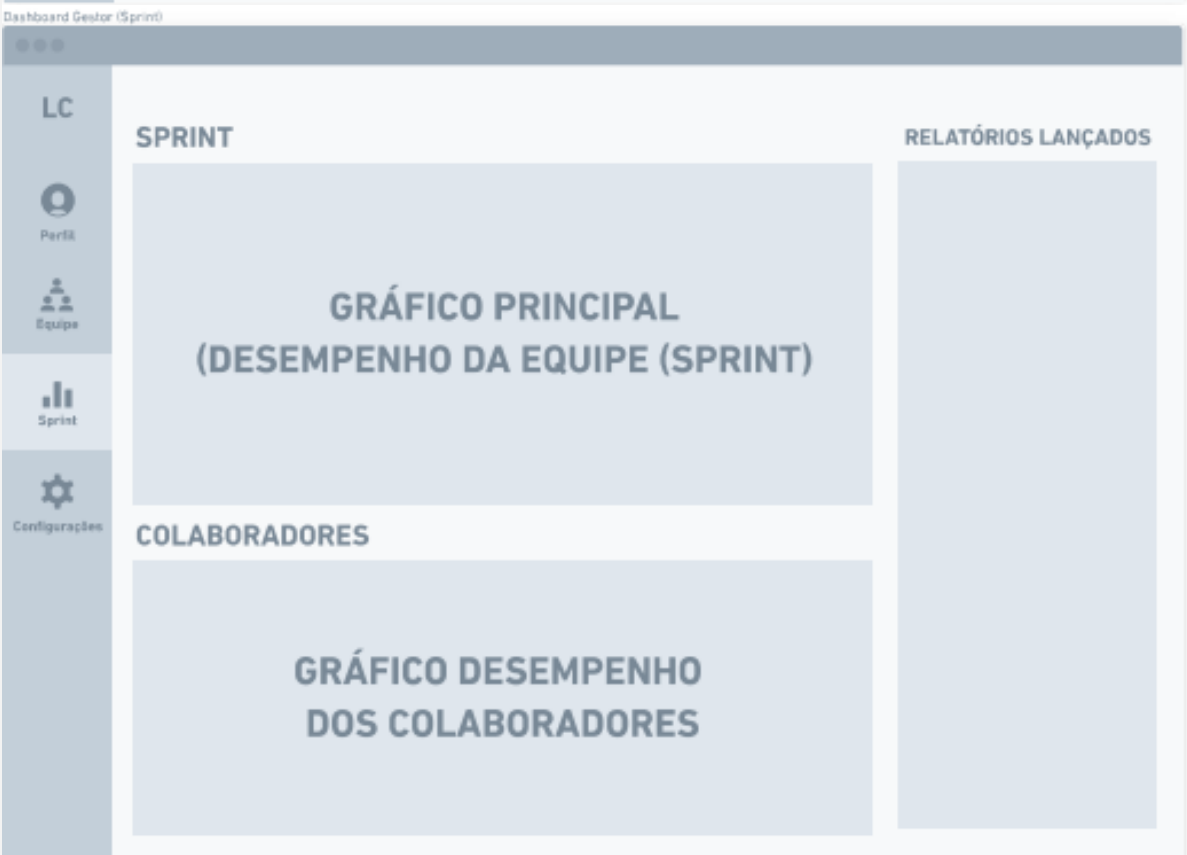 Dashboard Gestor (Sprint)
LC
Perfil
Equipe
Sprint
Configurações
SPRINT
GRÁFICO PRINCIPAL
(DESEMPENHO DA EQUIPE (SPRINT)
COLABORADORES
GRÁFICO DESEMPENHO
DOS COLABORADORES
RELATÓRIOS LANÇADOS